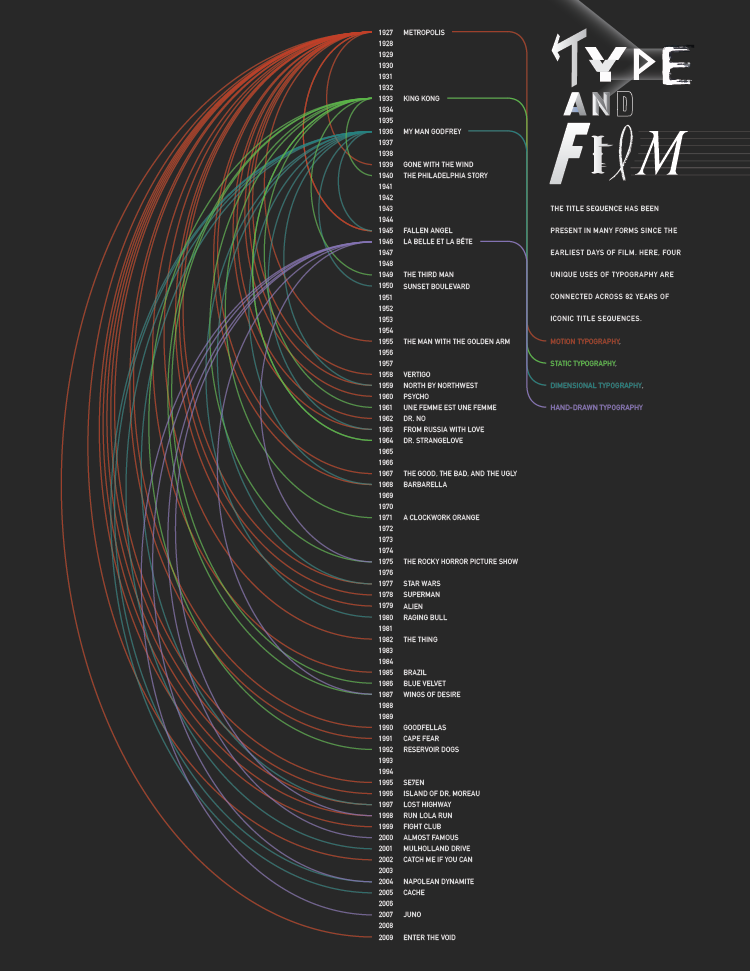 TYPE
AND
FILM
THE TITLE SEQUENCE HAS BEEN
PRESENT IN MANY FORMS SINCE THE
EARLIEST DAYS OF FILM. HERE, FOUR
UNIQUE USES OF TYPOGRAPHY ARE
CONNECTED ACROSS 82 YEARS OF
ICONIC TITLE SEQUENCES.
MOTION TYPOGRAPHY,
STATIC TYPOGRAPHY,
DIMENSIONAL TYPOGRAPHY,
HAND-DRAWN TYPOGRAPHY
1927 METROPOLIS
1928
1929
1930
1931
1932
1933 KING KONG
1934
1935
1936 MY MAN GODFREY
1937
1938
1939 GONE WITH THE WIND
1940 THE PHILADELPHIA STORY
1941
1942
1943
1944
1945 FALLEN ANGEL
1946 LA BELLE ET LA BÊTE
1947
1948
1949 THE THIRD MAN
1950 SUNSET BOULEVARD
1951
1952
1953
1954
1955 THE MAN WITH THE GOLDEN ARM
1956
1957
1958 VERTIGO
1959 NORTH BY NORTHWEST
1960 PSYCHO
1961 UNE FEMME EST UNE FEMME
1962 DR. NO
1963 FROM RUSSIA WITH LOVE
1964 DR. STRANGELOVE
1965
1966
1967 THE GOOD, THE BAD, AND THE UGLY
1968 BARBARELLA
1969
1970
1971 A CLOCKWORK ORANGE
1972
1973
1974
1975 THE ROCKY HORROR PICTURE SHOW
1976
1977 STAR WARS
1978 SUPERMAN
1979 ALIEN
1980 RAGING BULL
1981
1982 THE THING
1983
1984
1985 BRAZIL
1986 BLUE VELVET
1987 WINGS OF DESIRE
1988
1989
1990 GOODFELLAS
1991 CAPE FEAR
1992 RESERVOIR DOGS
1993
1994
1995 SE7EN
1996 ISLAND OF DR. MOREAU
1997 LOST HIGHWAY
1998 RUN LOLA RUN
1999 FIGHT CLUB
2000 ALMOST FAMOUS
2001 MULHOLLAND DRIVE
2002 CATCH ME IF YOU CAN
2003
2004 NAPOLEAN DYNAMITE
2005 CACHE
2006
2007 JUNO
2008
2009 ENTER THE VOID